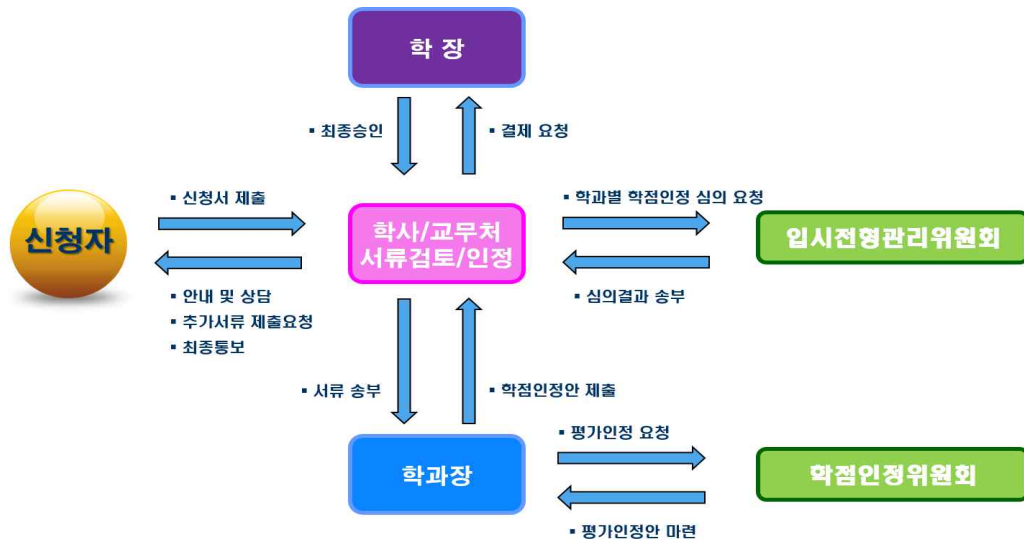 학 장
▪ 최종승인
▪ 결제 요청
▪ 신청서 제출
▪ 학과별 학점인정 심의 요청
신청자
학사/교무처
서류검토/인정
입시전형관리위원회
▪ 안내 및 상담
▪ 추가서류 제출요청
▪ 최종통보
▪ 심의결과 송부
▪ 서류 송부
▪ 학점인정안 제출
▪ 평가인정 요청
학과장
학점인정위원회
▪ 평가인정안 마련